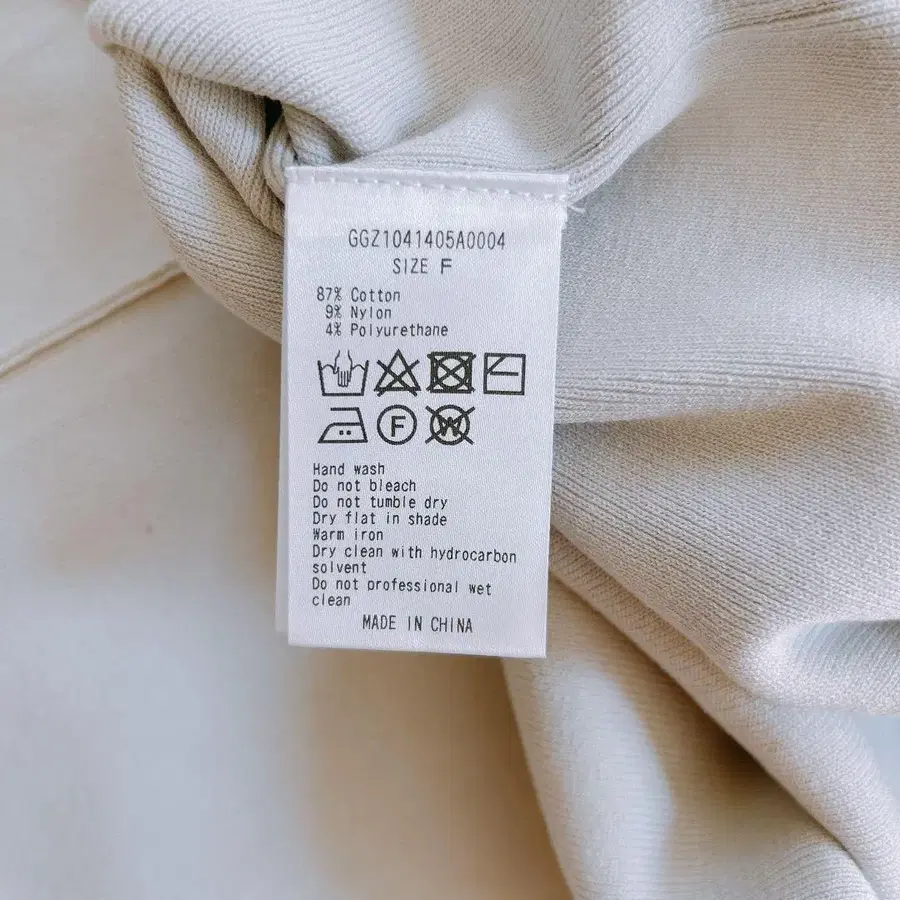 GGZ1041405A0004
SIZE F
87% Cotton
9% Nylon
4% Polyurethane
F W
Hand wash
Do not bleach
Do not tumble dry
Dry flat in shade
Warm iron
Dry clean with hydrocarbon
solvent
Do not professional wet
clean
MADE IN CHINA